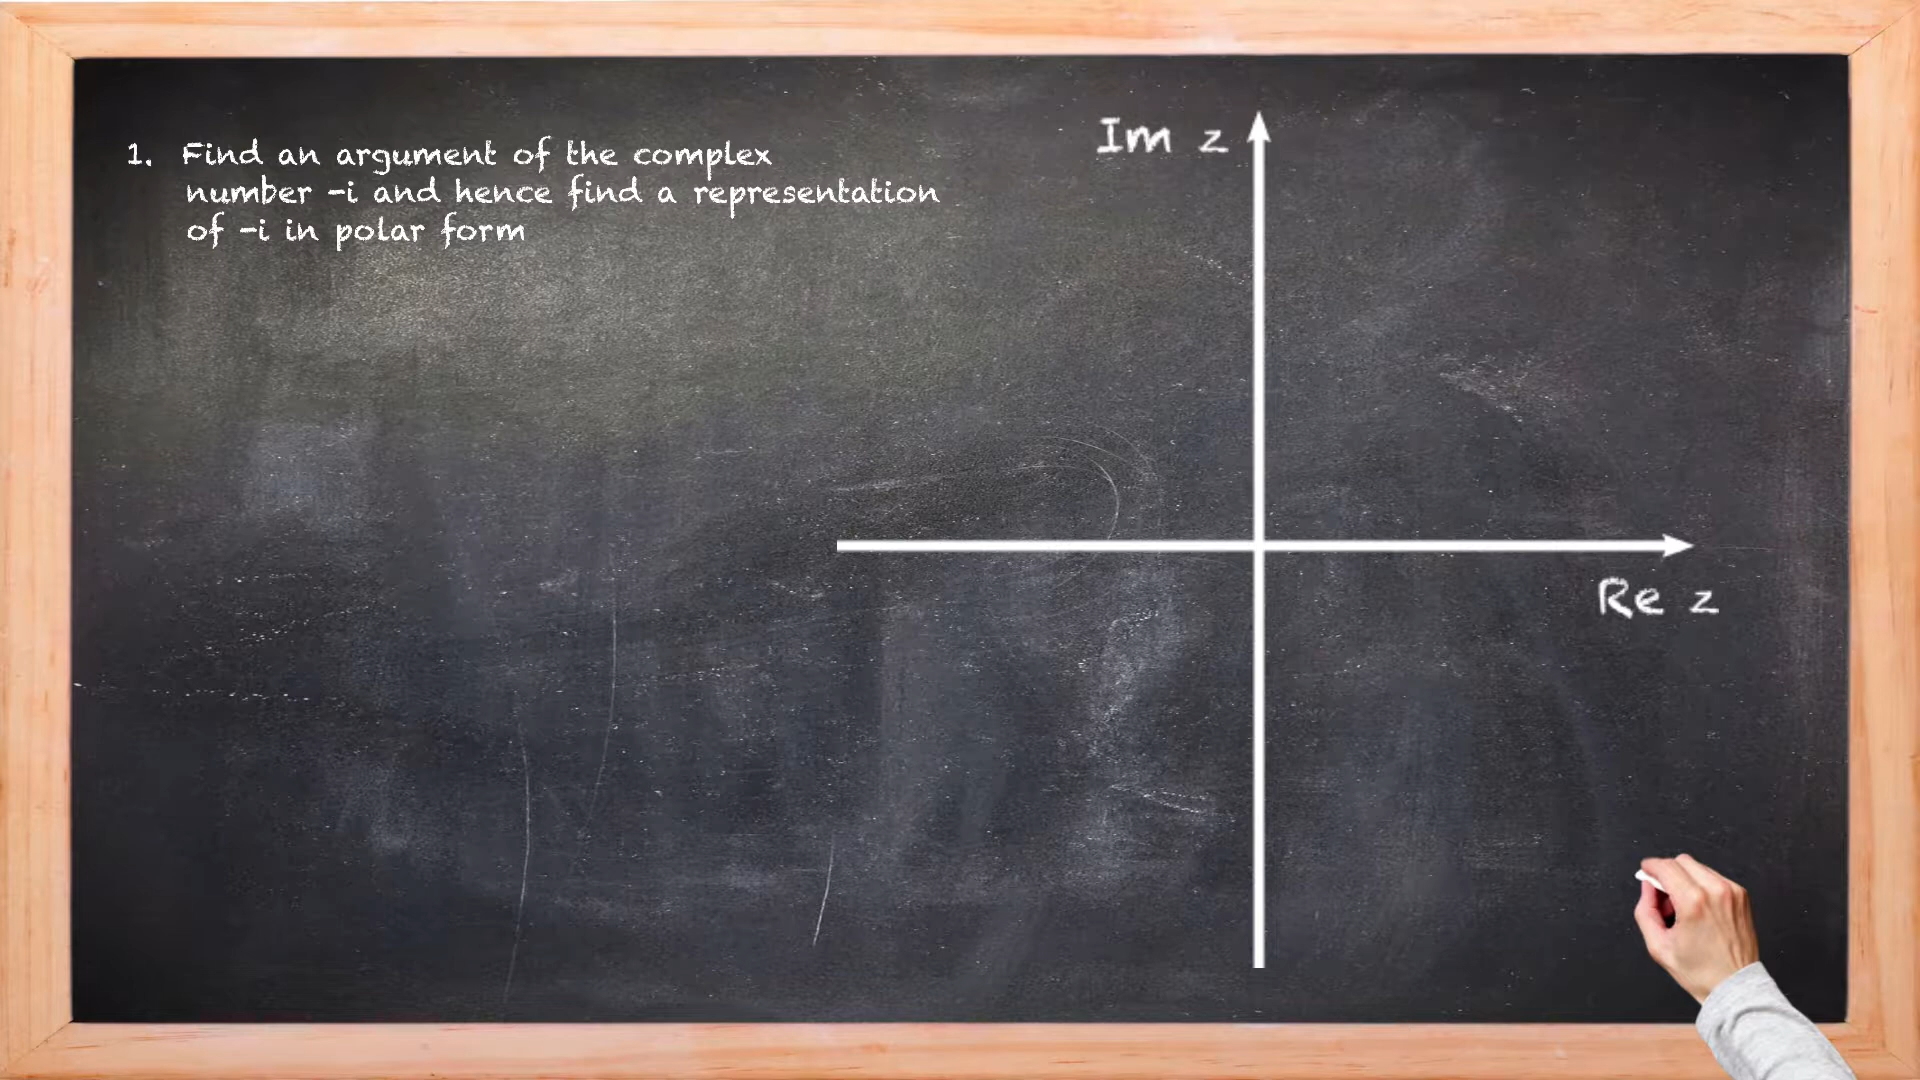 1. Find an argument of the complex
number -i and hence find a representation
of -i in polar form
Im z
Re z